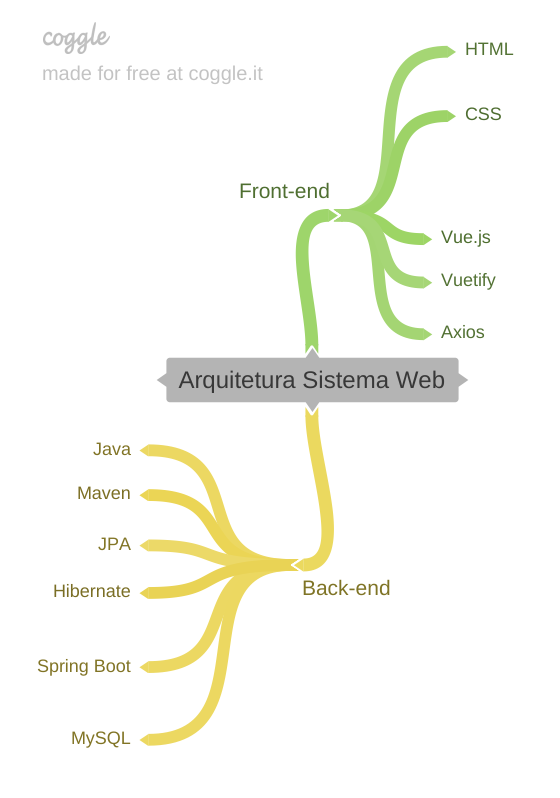 coggle
made for free at coggle.it
HTML
CSS
Front-end
Vue.js
Vuetify
Axios
Arquitetura Sistema Web
Java
Maven
JPA
Hibernate
Back-end
Spring Boot
MySQL